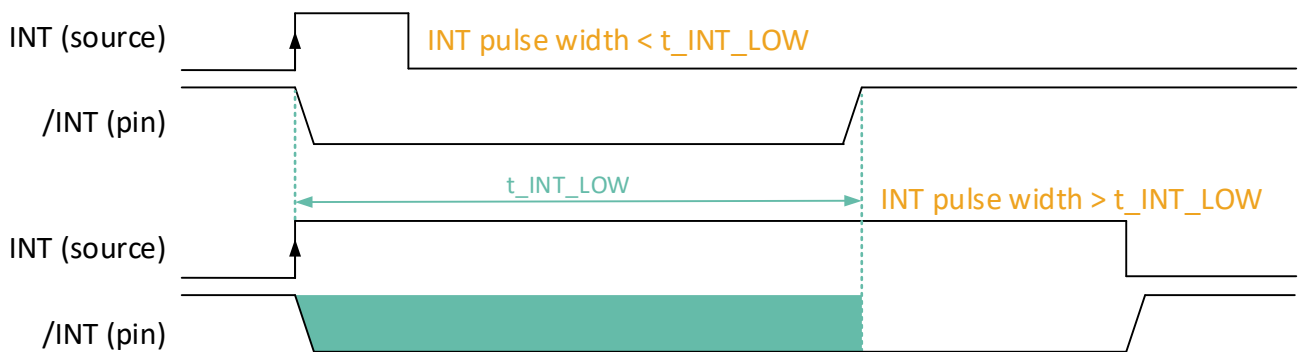 INT (source)
INT pulse width < t_INT_LOW
/INT (pin)
t_INT_LOW
INT pulse width > t_INT_LOW
INT (source)
/INT (pin)